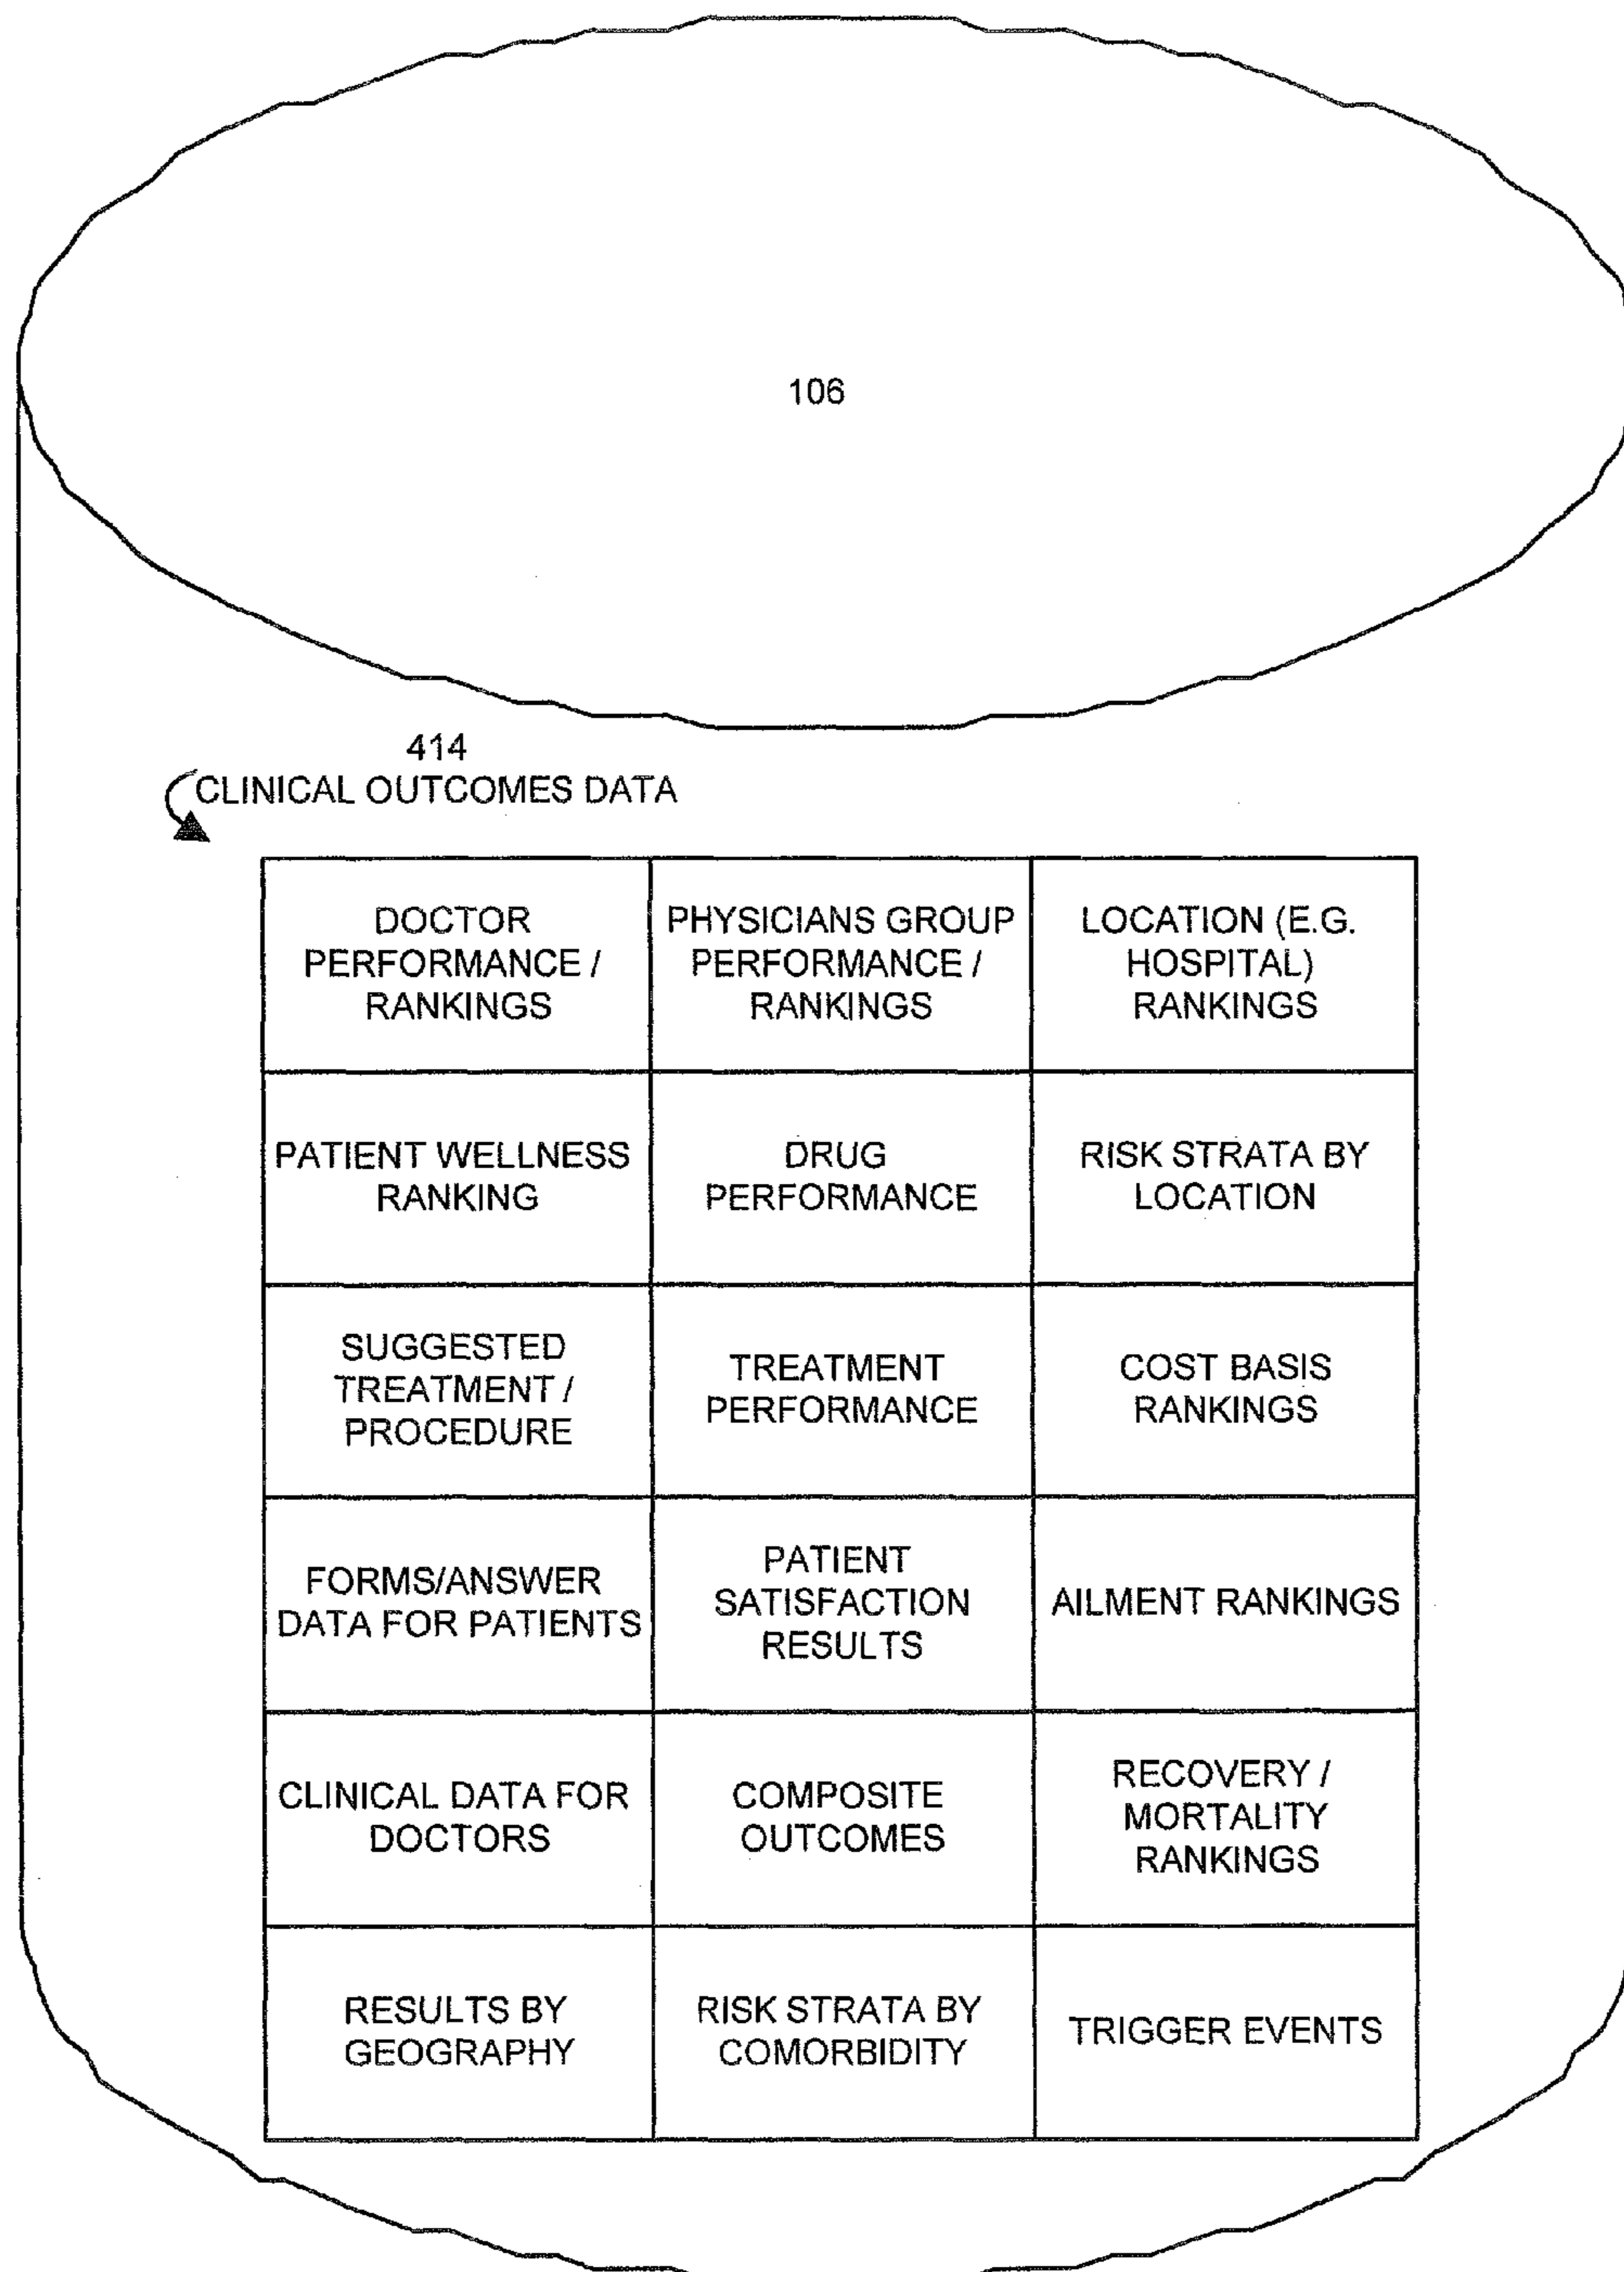 106
414
CLINICAL OUTCOMES DATA
DOCTOR
PERFORMANCE /
RANKINGS
PHYSICIANS GROUP
PERFORMANCE /
RANKINGS
LOCATION (E.G.
HOSPITAL)
RANKINGS
PATIENT WELLNESS
RANKING
DRUG
PERFORMANCE
RISK STRATA BY
LOCATION
SUGGESTED
TREATMENT /
PROCEDURE
TREATMENT
PERFORMANCE
COST BASIS
RANKINGS
FORMS/ANSWER
DATA FOR PATIENTS
PATIENT
SATISFACTION
RESULTS
AILMENT RANKINGS
CLINICAL DATA FOR
DOCTORS
COMPOSITE
OUTCOMES
RECOVERY /
MORTALITY
RANKINGS
RESULTS BY
GEOGRAPHY
RISK STRATA BY
COMORBIDITY
TRIGGER EVENTS